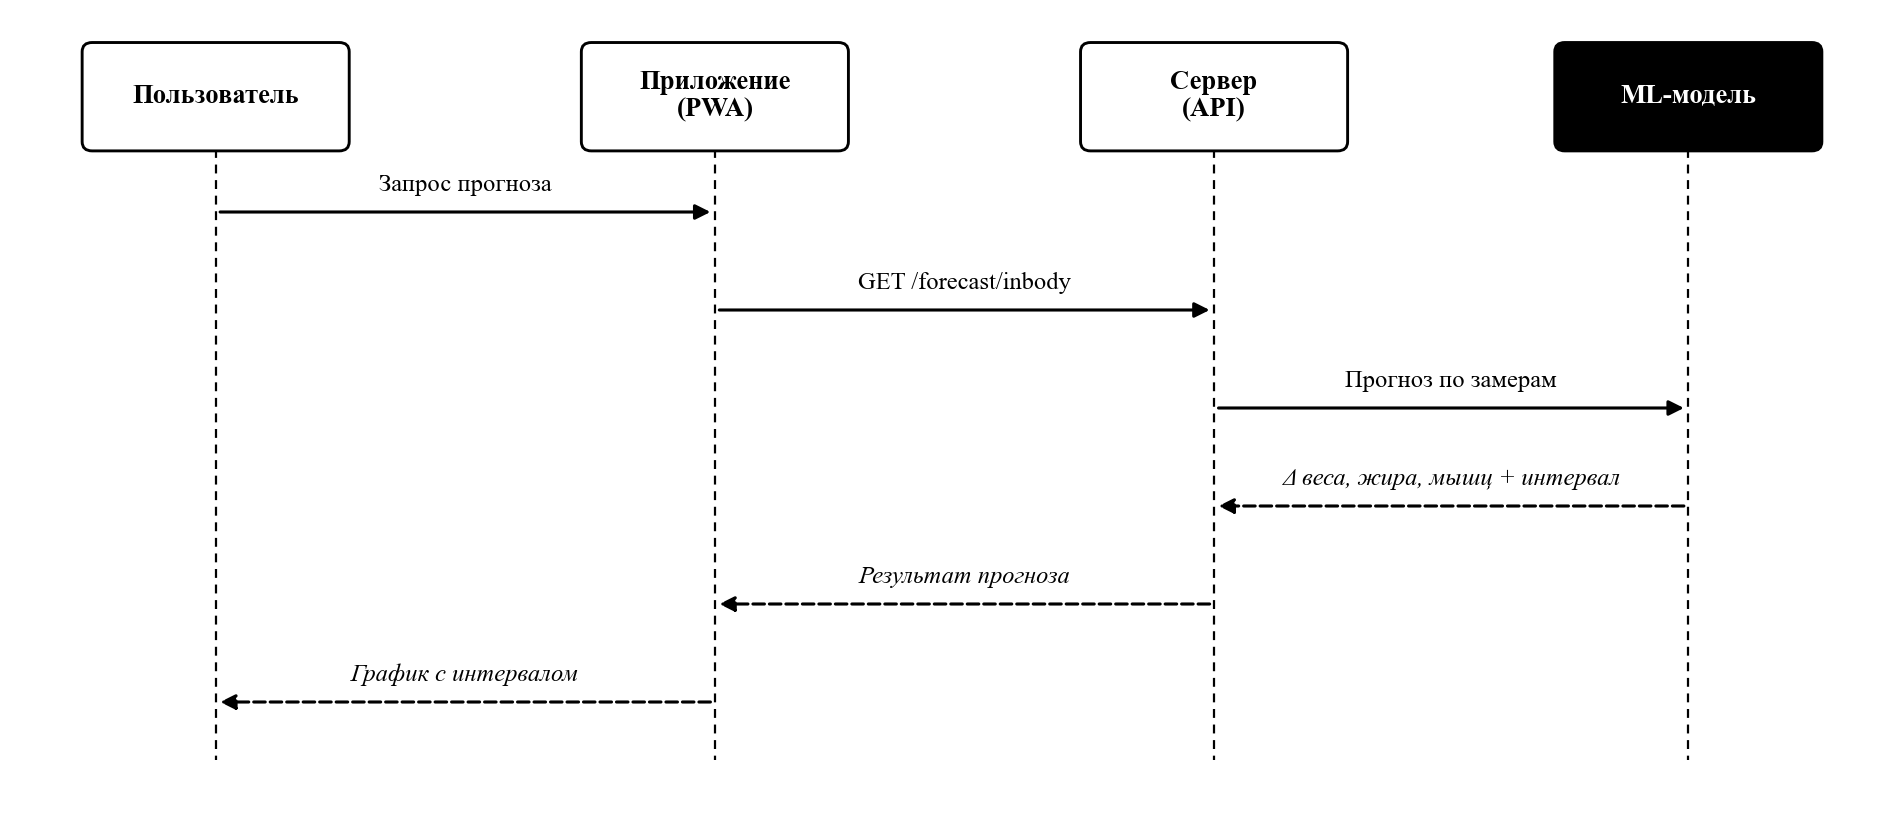 Пользователь
Приложение
(PWA)
Сервер
(API)
ML-модель
Запрос прогноза
GET /forecast/inbody
Прогноз по замерам
Δ веса, жира, мышц + интервал
Результат прогноза
График с интервалом